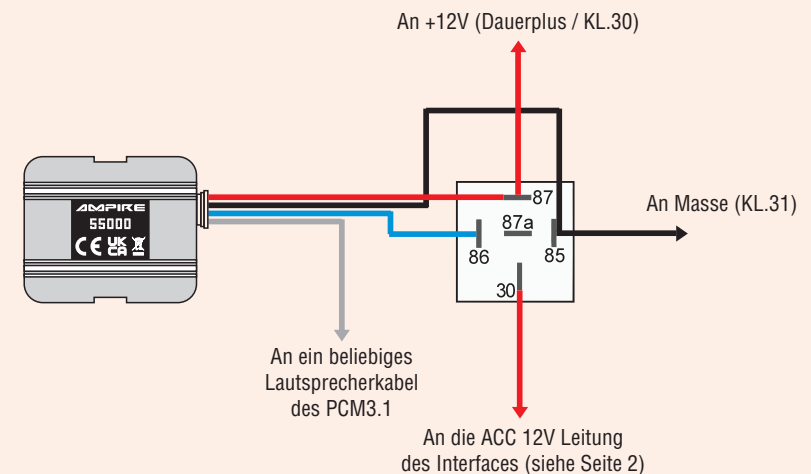 An +12V (Dauerplus / KL.30)
AMPIRE
55000
CE UK CA
87
87a
86
85
30
An Masse (KL.31)
An ein beliebiges
Lautsprecherkabel
des PCM3.1
An die ACC 12V Leitung
des Interfaces (siehe Seite 2)